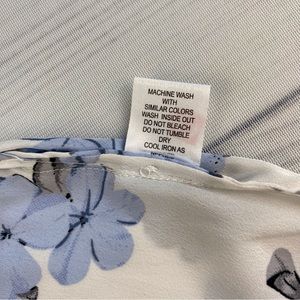 MACHINE WASH
WITH
SIMILAR COLORS
WASH INSIDE OUT
DO NOT BLEACH
DO NOT TUMBLE
DRY
COOL IRON AS